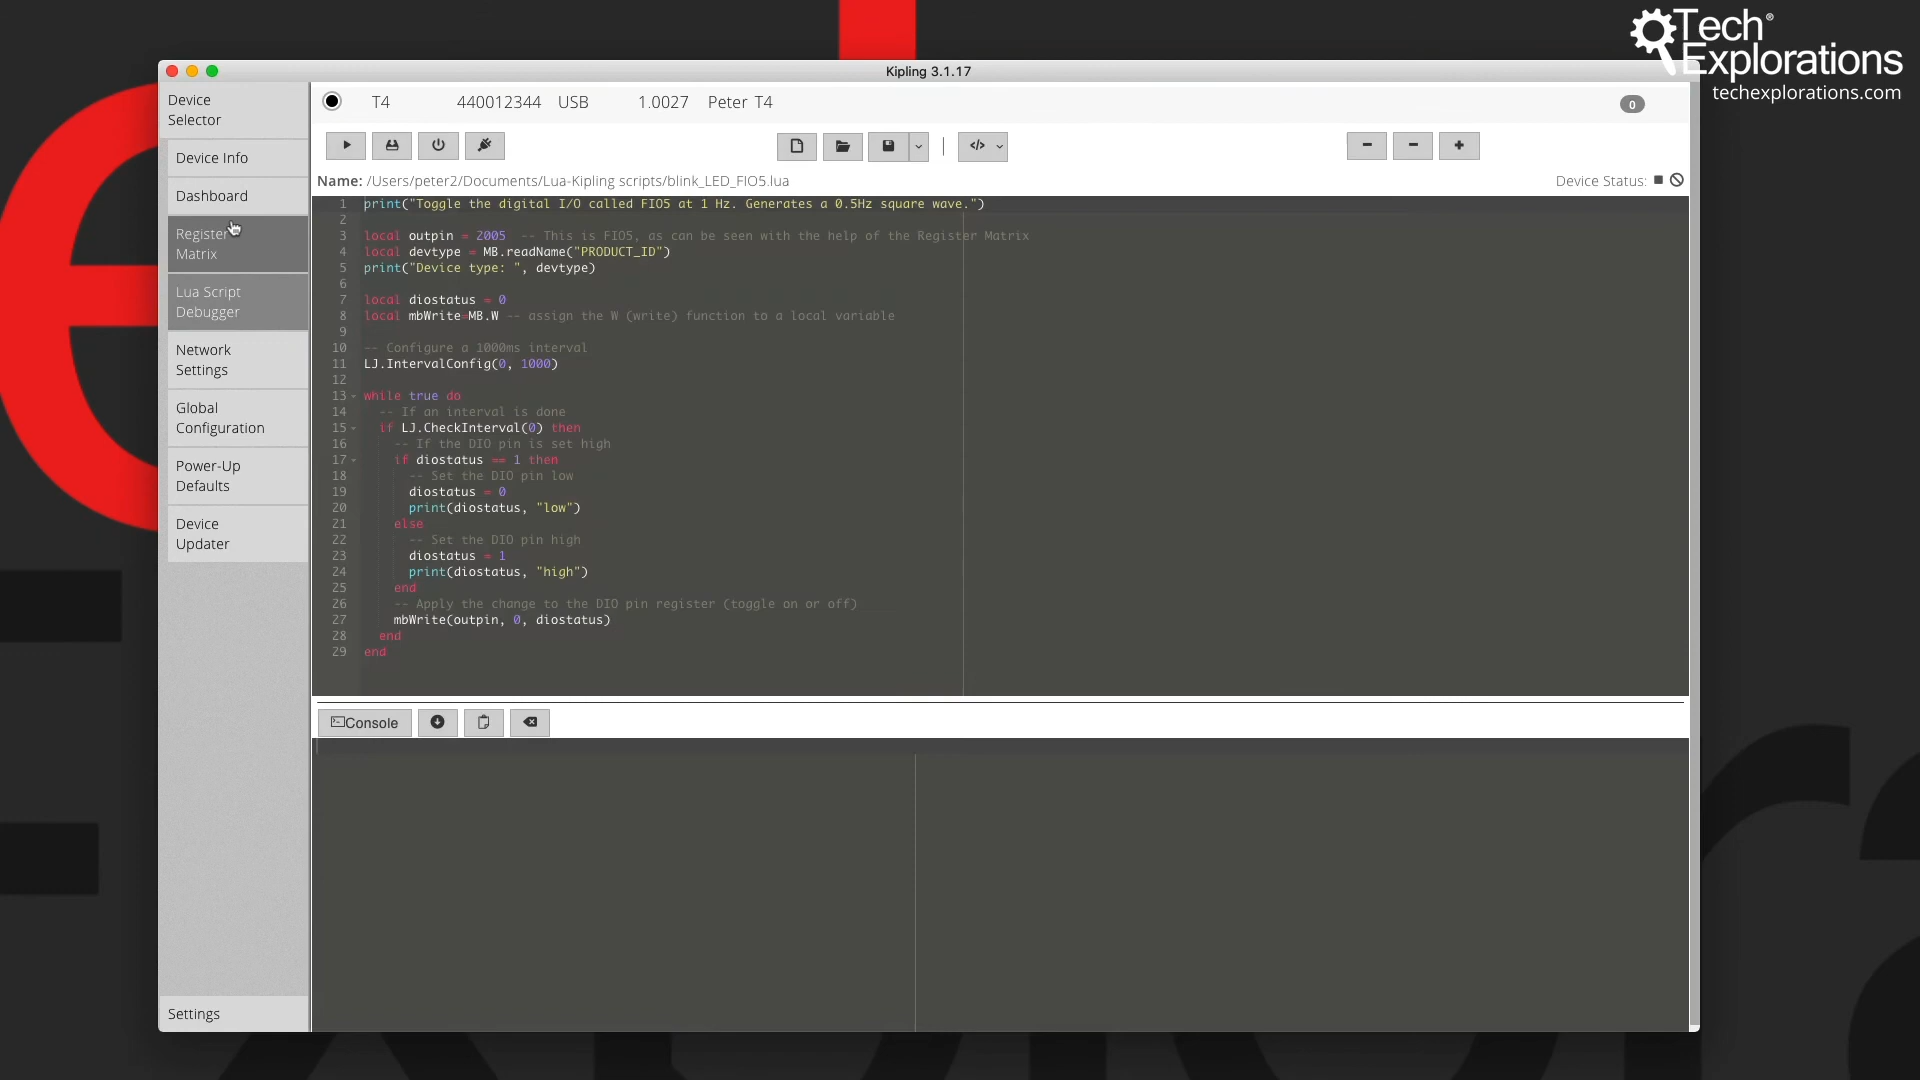 Tech®
Explorations
techexplorations.com
Kipling 3.1.17
Device
Selector
Device Info
Dashboard
Register
Matrix
Lua Script
Debugger
Network
Settings
Global
Configuration
Power-Up
Defaults
Device
Updater
Settings
T4 440012344 USB 1.0027 Peter T4
0
Name: /Users/peter2/Documents/Lua-Kipling scripts/blink_LED_FIO5.lua
Device Status:
1 print("Toggle the digital I/O called FIO5 at 1 Hz. Generates a 0.5Hz square wave.")
2
3 local outpin = 2005  -- This is FIO5, as can be seen with the help of the Register Matrix
4 local devtype = MB.readName("PRODUCT_ID")
5 print("Device type: ", devtype)
6
7 local diostatus = 0
8 local mbWrite=MB.W -- assign the W (write) function to a local variable
9
10 -- Configure a 1000ms interval
11 LJ.IntervalConfig(0, 1000)
12
13 while true do
14   -- If an interval is done
15   if LJ.CheckInterval(0) then
16     -- If the DIO pin is set high
17     if diostatus == 1 then
18       -- Set the DIO pin low
19       diostatus = 0
20       print(diostatus, "low")
21     else
22       -- Set the DIO pin high
23       diostatus = 1
24       print(diostatus, "high")
25     end
26     -- Apply the change to the DIO pin register (toggle on or off)
27     mbWrite(outpin, 0, diostatus)
28   end
29 end
Console